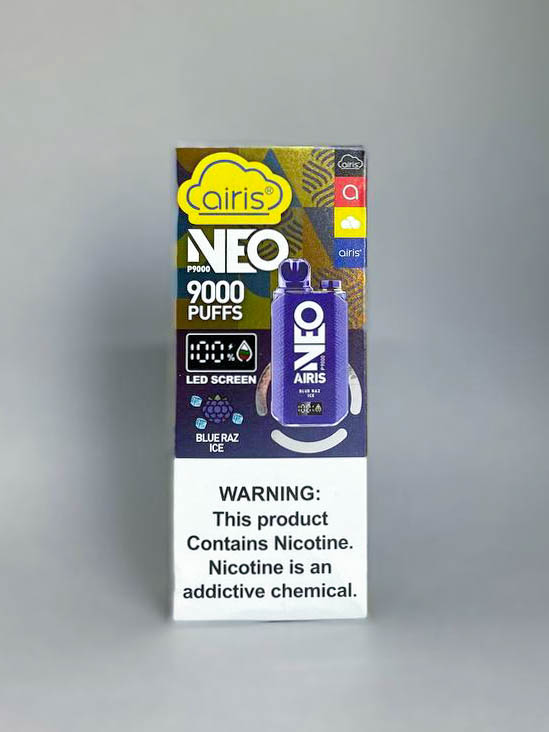 airis®
airis
a
airis®
NEO
P9000
9000
PUFFS
100 %
LED SCREEN
BLUE RAZ
ICE
NEO
P9000
AIRIS
BLUE RAZ
ICE
WARNING:
This product
Contains Nicotine.
Nicotine is an
addictive chemical.